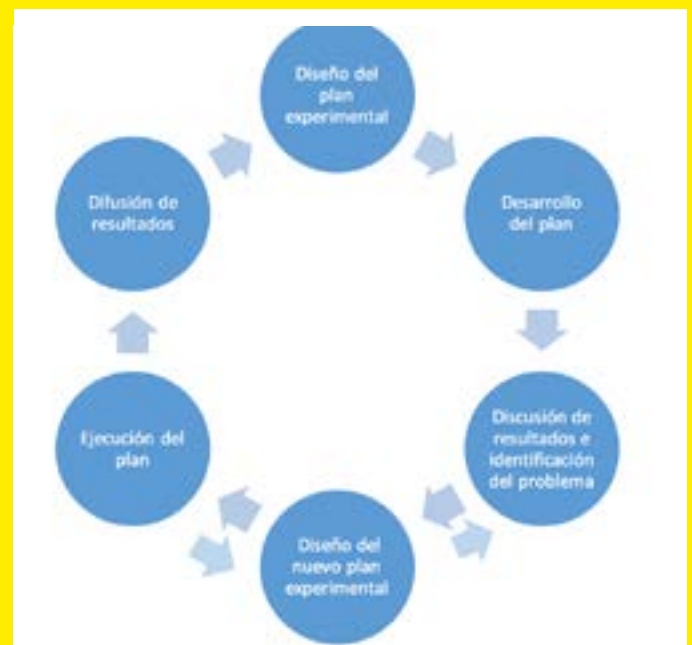 Diseño del
plan
experimental
Desarrollo
del plan
Discusión de
resultados e
identificación
del problema
Diseño del
nuevo plan
experimental
Ejecución del
plan
Difusión de
resultados